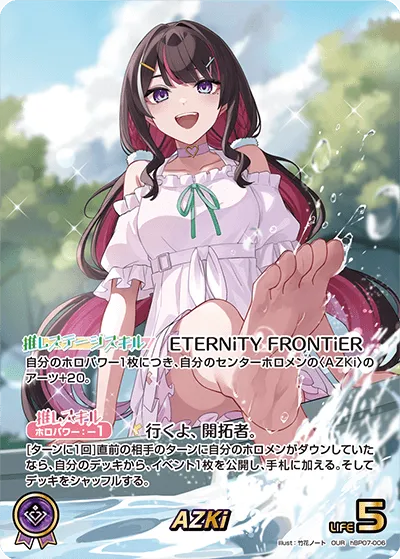 推しステージスキル ETERNiTY FRONTiER
自分のホロパワー1枚につき、自分のセンターホロメンの〈AZKi〉の
アーツ+20。
推しスキル
ホロパワー：−1
行くよ、開拓者。
[ターンに1回]直前の相手のターンに自分のホロメンがダウンしていた
なら、自分のデッキから、イベント1枚を公開し、手札に加える。そして
デッキをシャッフルする。
AZKi
LIFE 5
illust：竹花ノート OUR hBP07-006